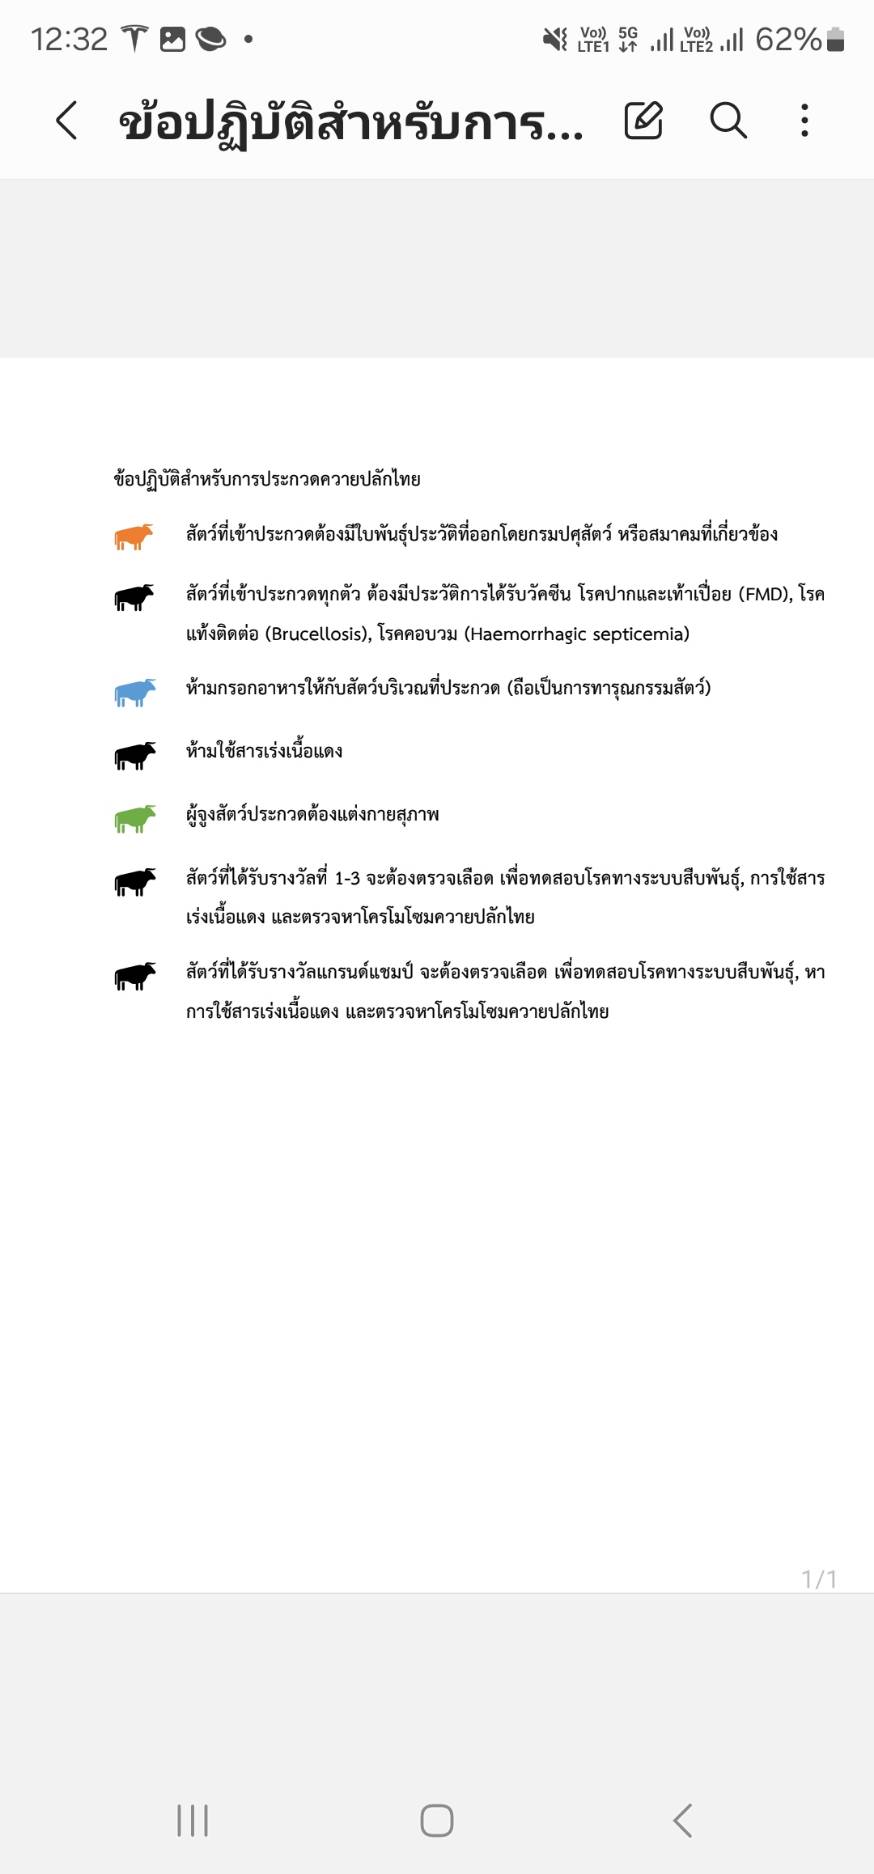 12:32
Vo)) LTE1 5G Vo)) LTE2 62%
ข้อปฏิบัติสำหรับการ...
ข้อปฏิบัติสำหรับการประกวดควายปลักไทย
สัตว์ที่เข้าประกวดต้องมีใบพันธุ์ประวัติที่ออกโดยกรมปศุสัตว์ หรือสมาคมที่เกี่ยวข้อง
สัตว์ที่เข้าประกวดทุกตัว ต้องมีประวัติการได้รับวัคซีน โรคปากและเท้าเปื่อย (FMD), โรค
แท้งติดต่อ (Brucellosis), โรคคอบวม (Haemorrhagic septicemia)
ห้ามกรอกอาหารให้กับสัตว์บริเวณที่ประกวด (ถือเป็นการทารุณกรรมสัตว์)
ห้ามใช้สารเร่งเนื้อแดง
ผู้จูงสัตว์ประกวดต้องแต่งกายสุภาพ
สัตว์ที่ได้รับรางวัลที่ 1-3 จะต้องตรวจเลือด เพื่อทดสอบโรคทางระบบสืบพันธุ์, การใช้สาร
เร่งเนื้อแดง และตรวจหาโครโมโซมควายปลักไทย
สัตว์ที่ได้รับรางวัลแกรนด์แชมป์ จะต้องตรวจเลือด เพื่อทดสอบโรคทางระบบสืบพันธุ์, หา
การใช้สารเร่งเนื้อแดง และตรวจหาโครโมโซมควายปลักไทย
1/1